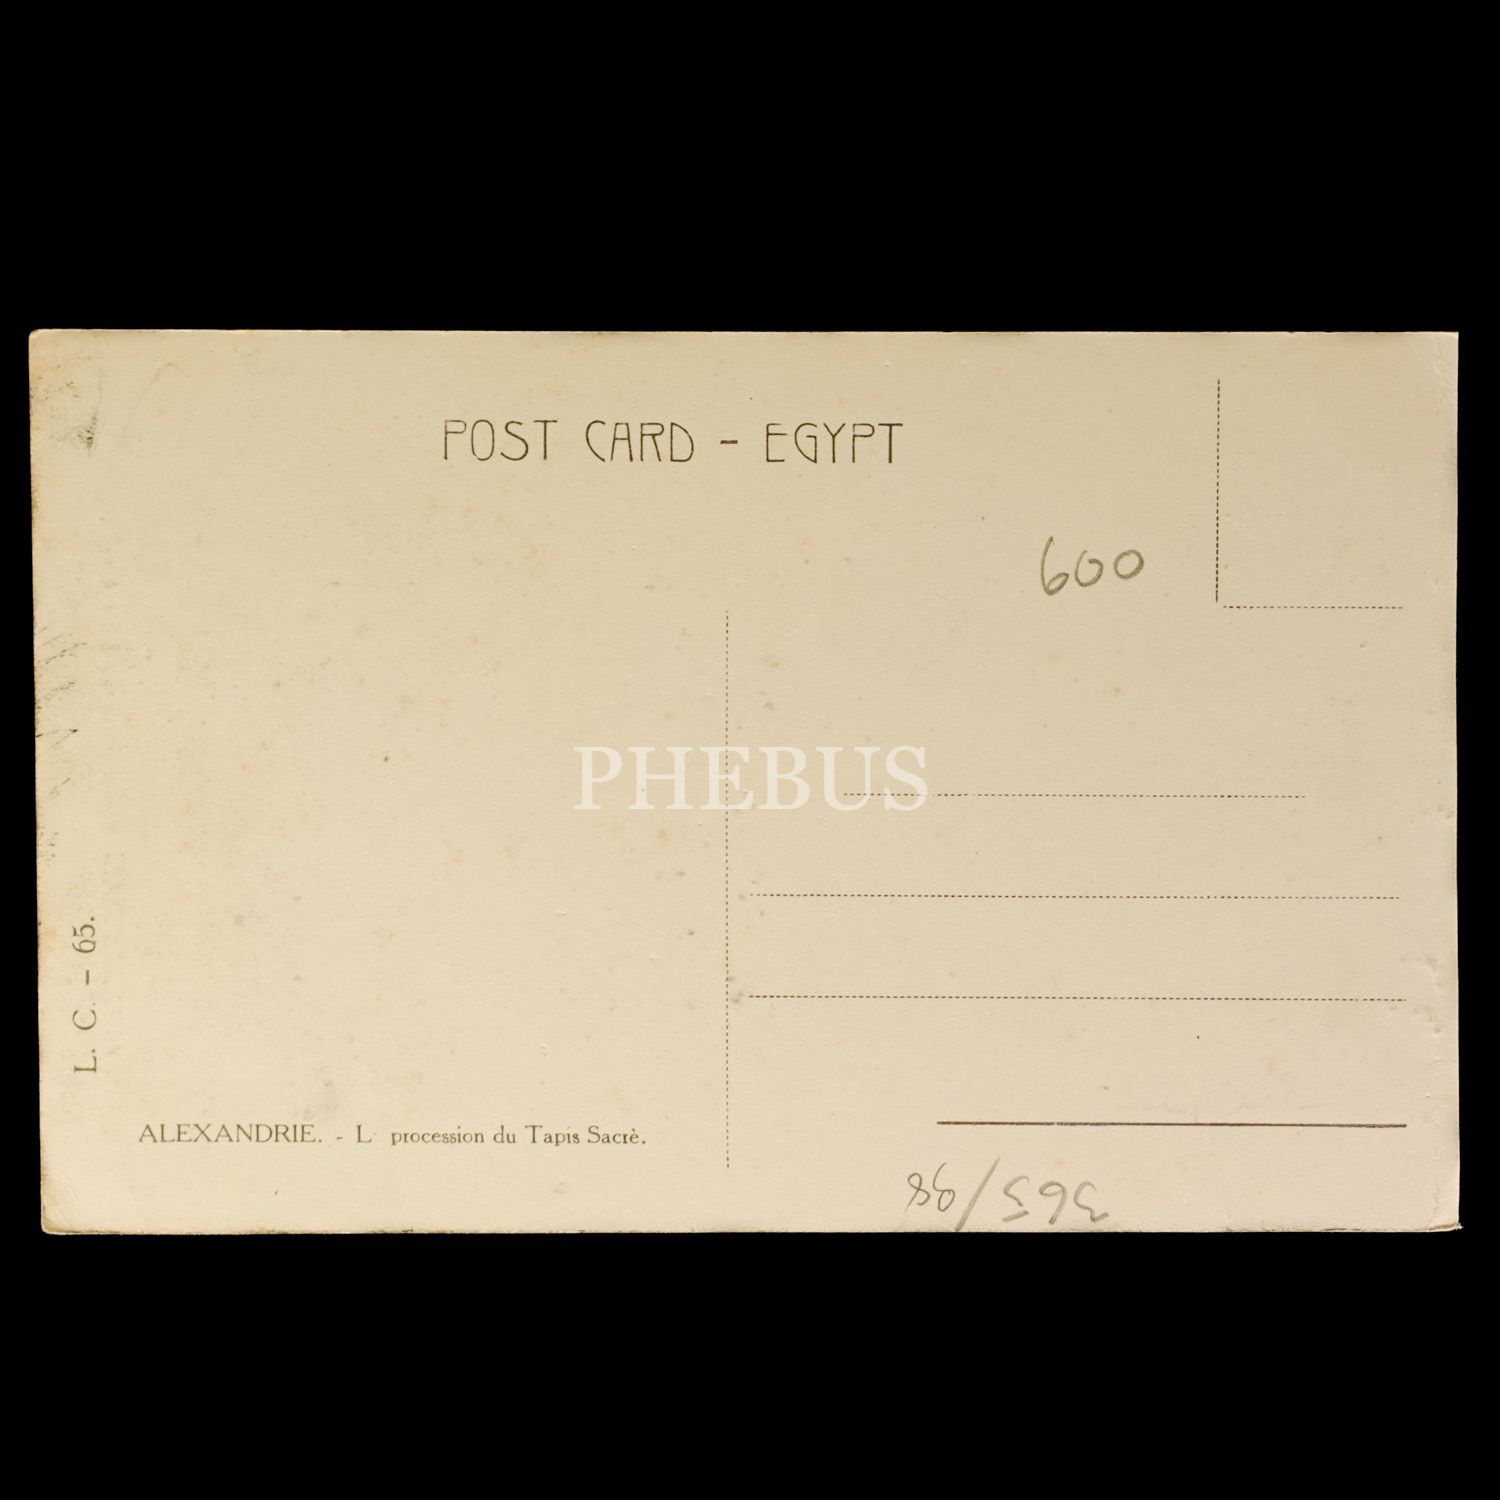 POST CARD - EGYPT
600
PHEBUS
L. C. - 65.
ALEXANDRIE. - L procession du Tapis Sacrè.
365/98